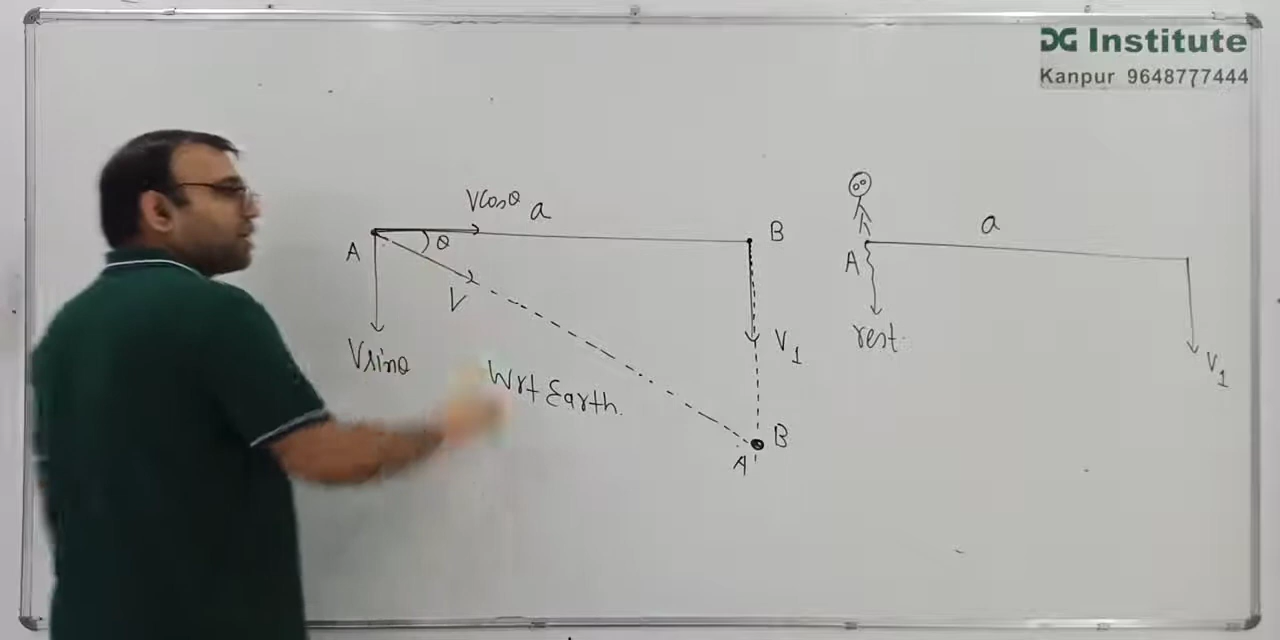 DG Institute
Kanpur 9648777444
Vcosθ a
A θ B
V
Vsinθ
V1
Wrt Earth.
B
A'
a
A
rest
V1